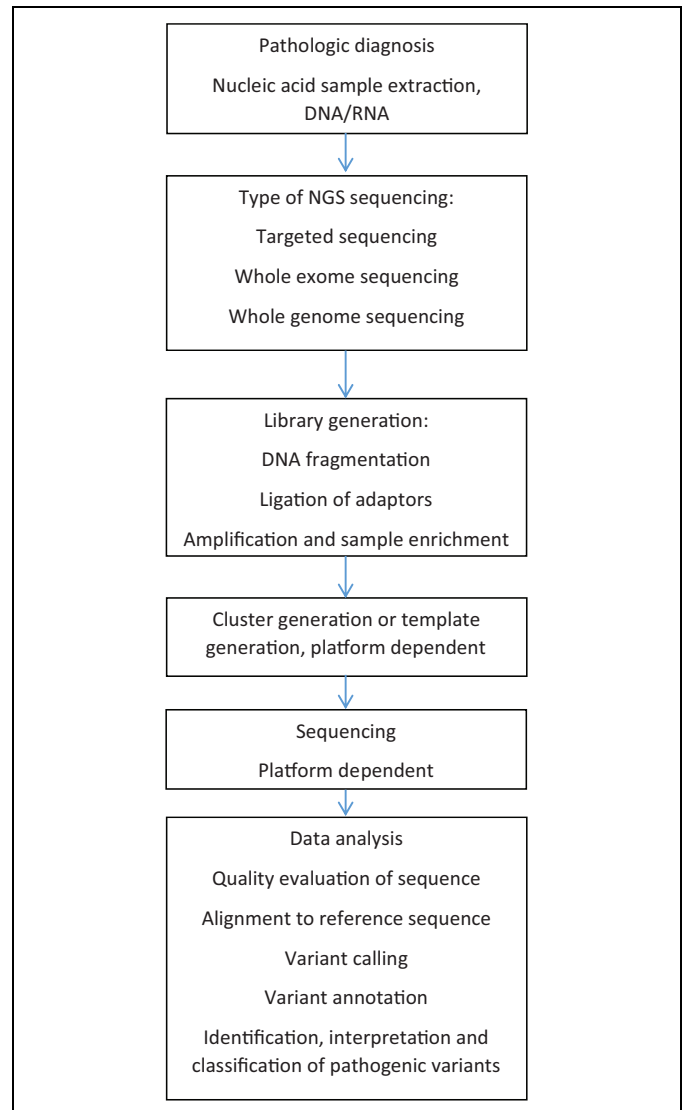 Pathologic diagnosis
Nucleic acid sample extraction,
DNA/RNA
Type of NGS sequencing:
Targeted sequencing
Whole exome sequencing
Whole genome sequencing
Library generation:
DNA fragmentation
Ligation of adaptors
Amplification and sample enrichment
Cluster generation or template
generation, platform dependent
Sequencing
Platform dependent
Data analysis
Quality evaluation of sequence
Alignment to reference sequence
Variant calling
Variant annotation
Identification, interpretation and
classification of pathogenic variants